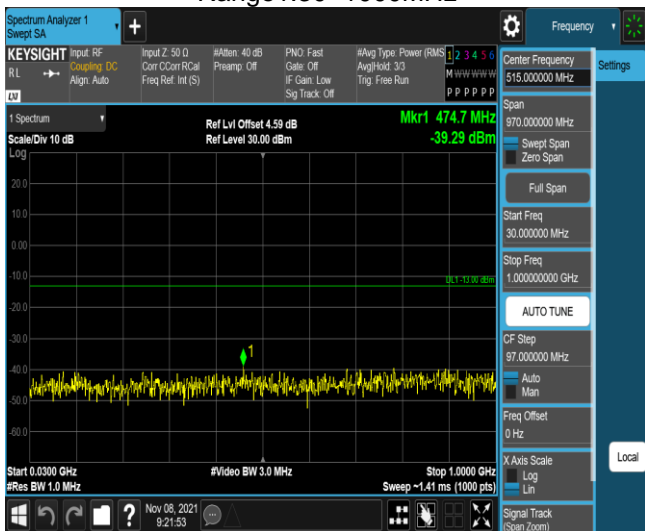 Spectrum Analyzer 1
Swept SA
Frequency
KEYSIGHT Input: RF
RL
Coupling: DC
Align: Auto
LXI
Input Z: 50 Ω
Corr CCorr RCal
Freq Ref: Int (S)
#Atten: 40 dB
Preamp: Off
PNO: Fast
Gate: Off
IF Gain: Low
Sig Track: Off
#Avg Type: Power (RMS
Avg|Hold: 3/3
Trig: Free Run
1 2 3 4 5 6
M W W W W W
P P P P P P
Center Frequency
515.000000 MHz
Settings
Span
970.000000 MHz
Swept Span
Zero Span
Full Span
Start Freq
30.000000 MHz
Stop Freq
1.000000000 GHz
AUTO TUNE
CF Step
97.000000 MHz
Auto
Man
Freq Offset
0 Hz
X Axis Scale
Log
Lin
Local
Signal Track
(Span Zoom)
1 Spectrum
Scale/Div 10 dB
Ref Lvl Offset 4.59 dB
Ref Level 30.00 dBm
Mkr1 474.7 MHz
-39.29 dBm
Log
20.0
10.0
0.00
-10.0
DL1 -13.00 dBm
-20.0
-30.0
1
-40.0
-50.0
-60.0
Start 0.0300 GHz
#Video BW 3.0 MHz
Stop 1.0000 GHz
#Res BW 1.0 MHz
Sweep ~1.41 ms (1000 pts)
?
Nov 08, 2021
9:21:53